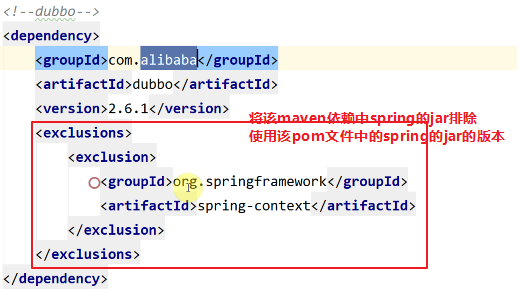 <!--dubbo-->
<dependency>
<groupId>com.alibaba</groupId>
<artifactId>dubbo</artifactId>
<version>2.6.1</version>
将该maven依赖中spring的jar排除
使用该pom文件中的spring的jar的版本
<exclusions>
<exclusion>
<groupId>org.springframework</groupId>
<artifactId>spring-context</artifactId>
</exclusion>
</exclusions>
</dependency>